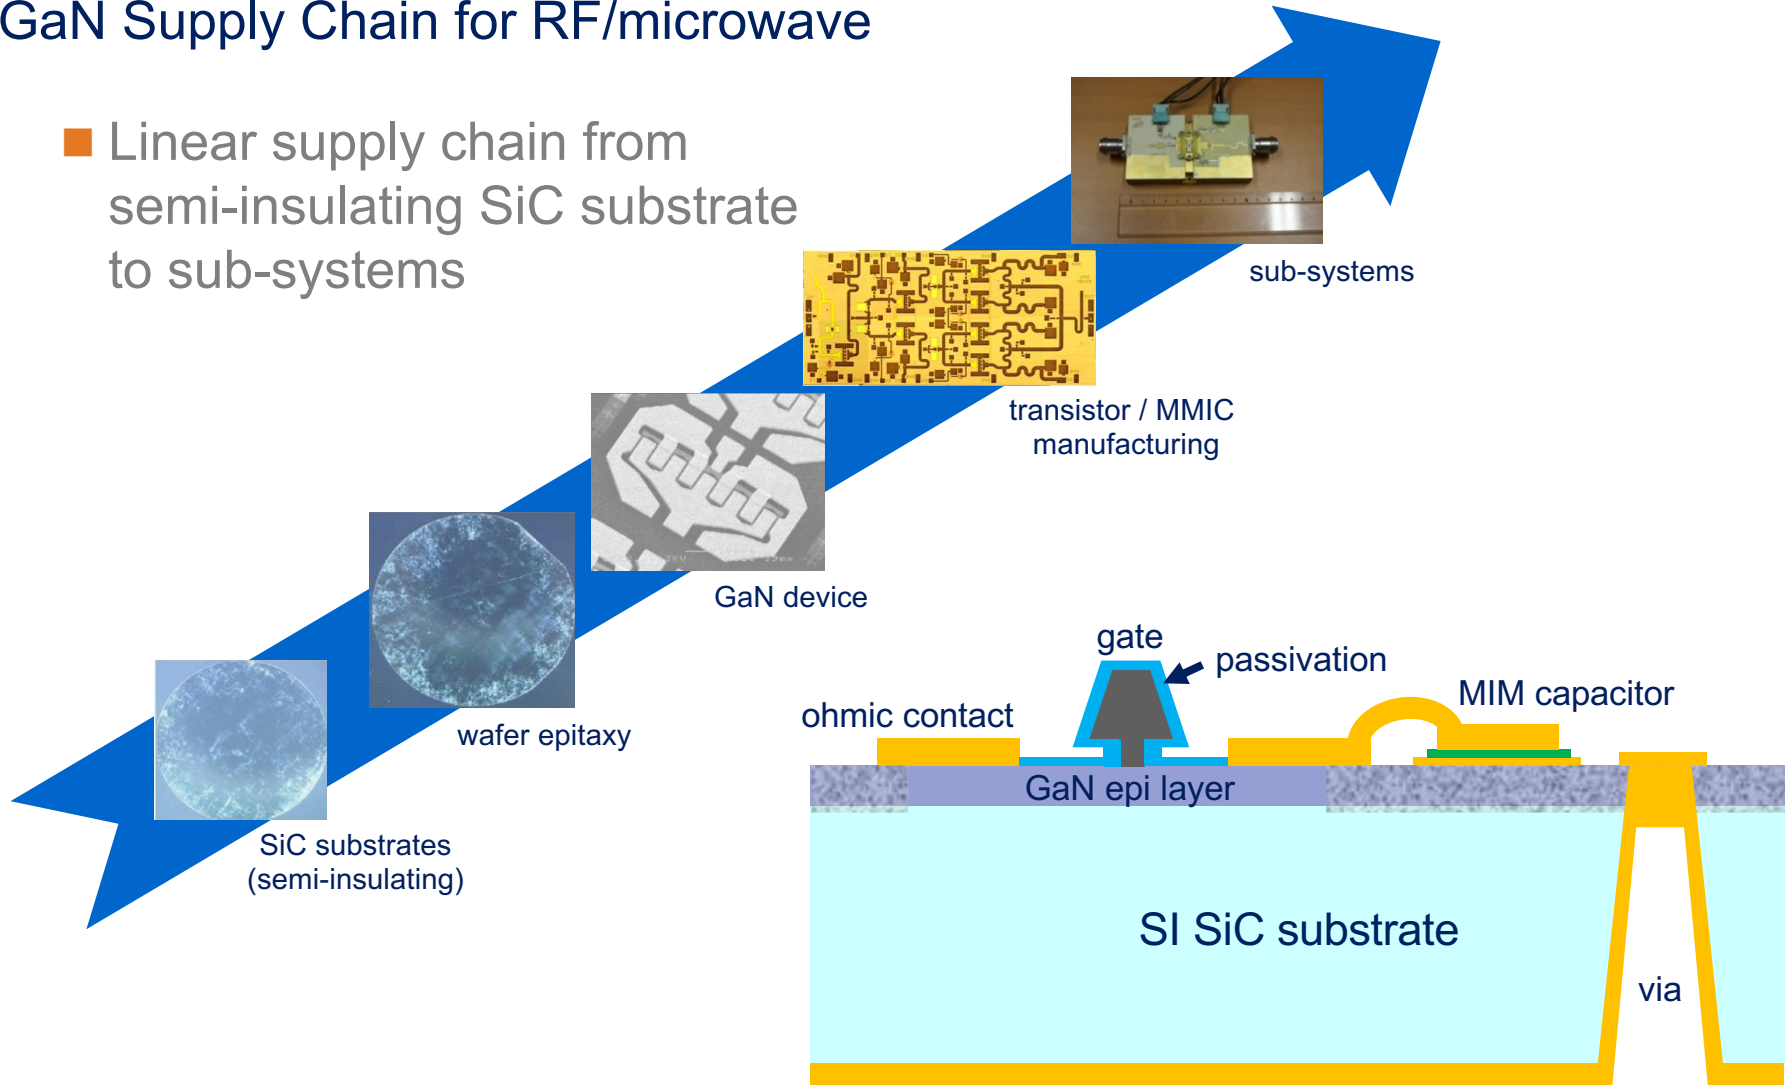 GaN Supply Chain for RF/microwave
Linear supply chain from
semi-insulating SiC substrate
to sub-systems
sub-systems
transistor / MMIC
manufacturing
GaN device
wafer epitaxy
SiC substrates
(semi-insulating)
gate
passivation
MIM capacitor
ohmic contact
GaN epi layer
SI SiC substrate
via